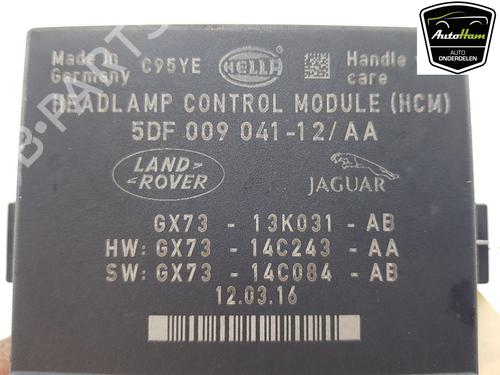 AutoHam
AUTO
ONDERDELEN
Made in Germany
C95YE
HELLA
Handle
care
HEADLAMP CONTROL MODULE (HCM)
5DF 009 041-12/AA
LAND ROVER
JAGUAR
GX73 - 13K031 - AB
HW: GX73 - 14C243 - AA
SW: GX73 - 14C084 - AB
12.03.16
B-PARTS